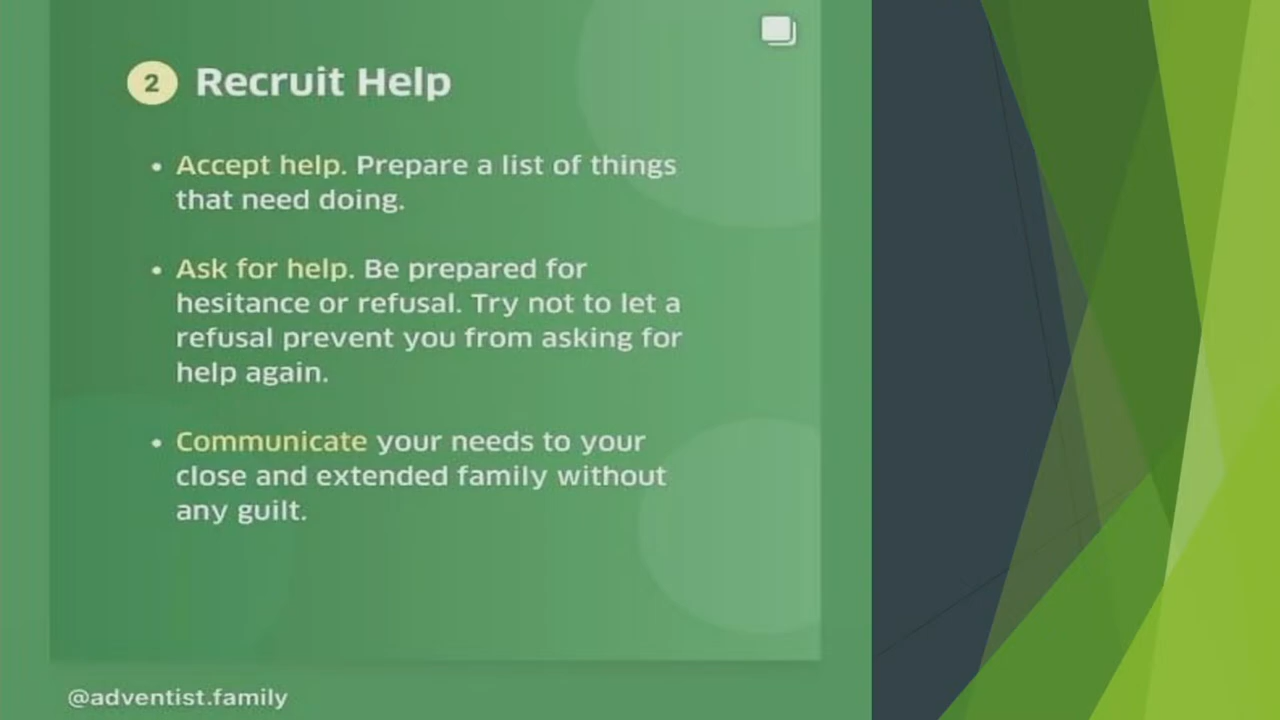 2 Recruit Help
• Accept help. Prepare a list of things
that need doing.
• Ask for help. Be prepared for
hesitance or refusal. Try not to let a
refusal prevent you from asking for
help again.
• Communicate your needs to your
close and extended family without
any guilt.
@adventist.family